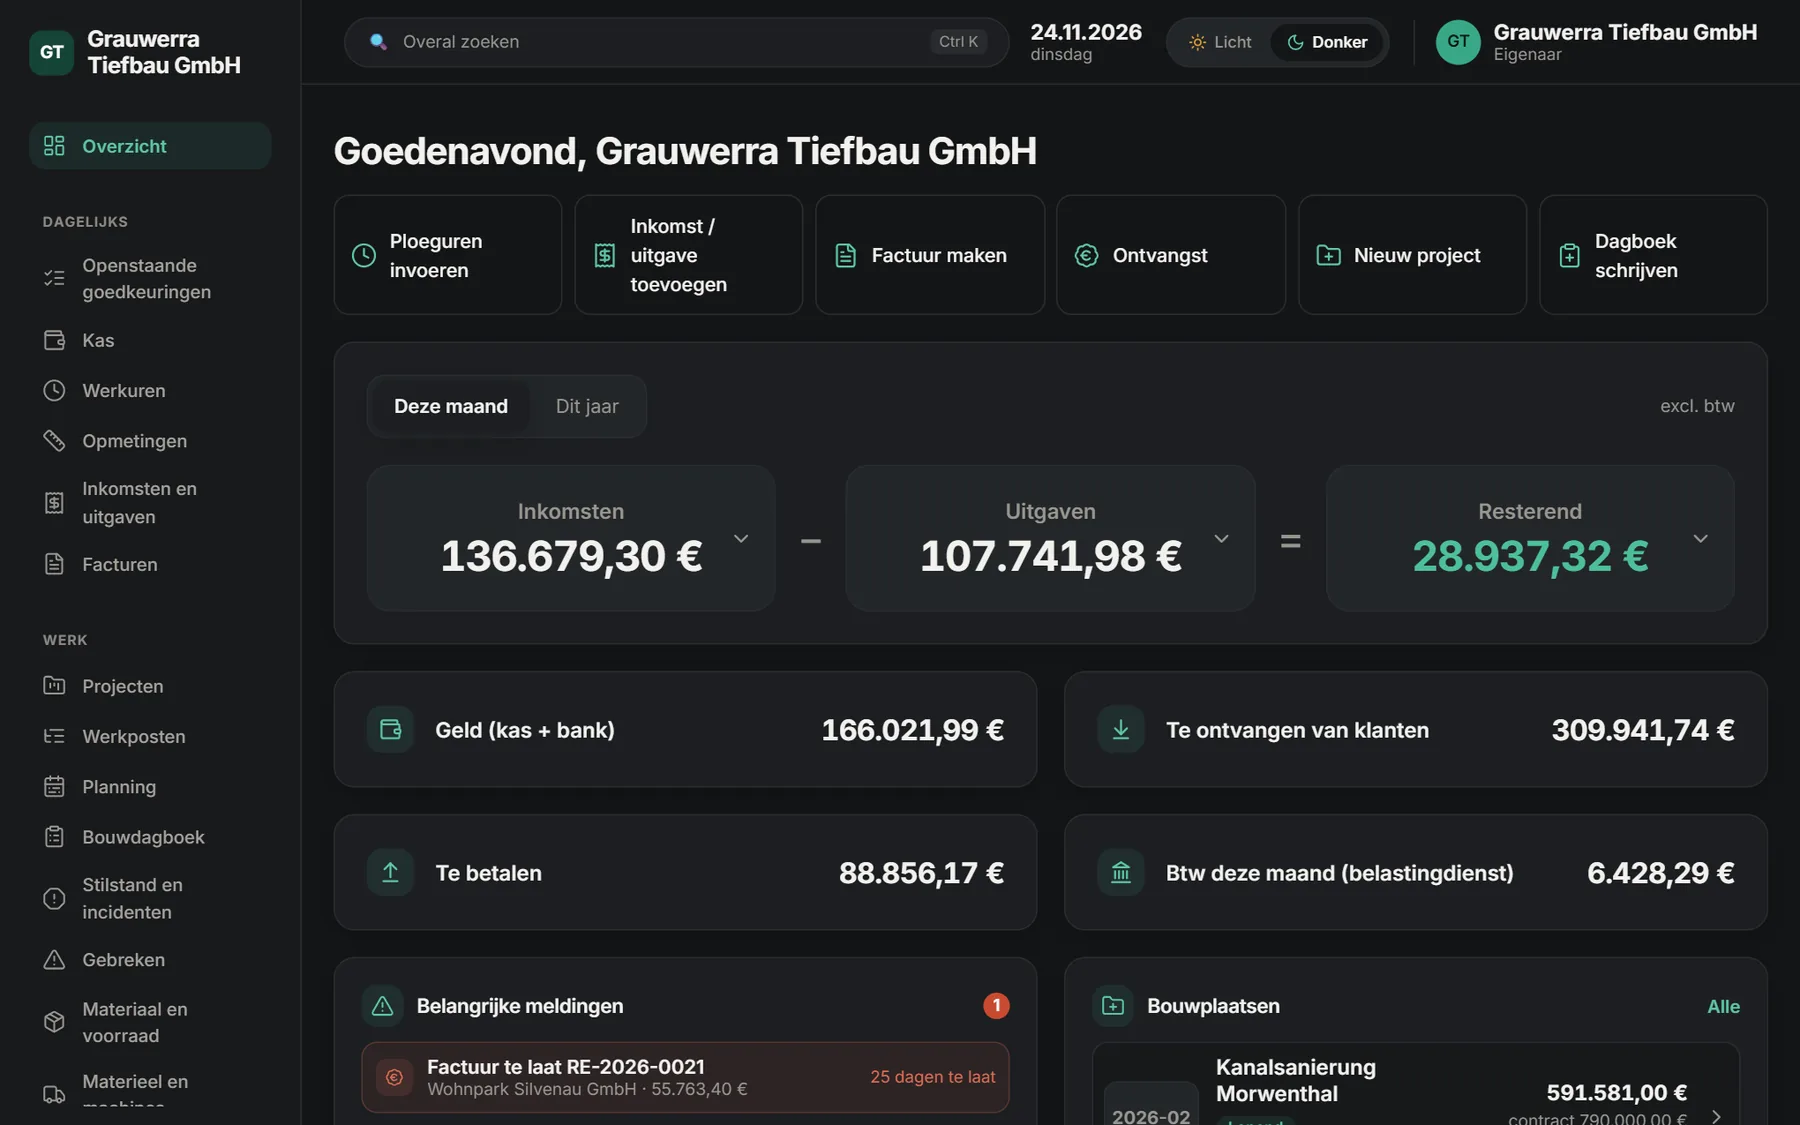 GT
Grauwerra
Tiefbau GmbH
Overzicht
DAGELIJKS
Openstaande
goedkeuringen
Kas
Werkuren
Opmetingen
Inkomsten en
uitgaven
Facturen
WERK
Projecten
Werkposten
Planning
Bouwdagboek
Stilstand en
incidenten
Gebreken
Materiaal en
voorraad
Materieel en
machines
Overal zoeken
Ctrl K
24.11.2026
dinsdag
Licht
Donker
GT
Grauwerra Tiefbau GmbH
Eigenaar
Goedenavond, Grauwerra Tiefbau GmbH
Ploeguren
invoeren
Inkomst /
uitgave
toevoegen
Factuur maken
Ontvangst
Nieuw project
Dagboek
schrijven
Deze maand
Dit jaar
excl. btw
Inkomsten
136.679,30 €
–
Uitgaven
107.741,98 €
=
Resterend
28.937,32 €
Geld (kas + bank)
166.021,99 €
Te ontvangen van klanten
309.941,74 €
Te betalen
88.856,17 €
Btw deze maand (belastingdienst)
6.428,29 €
Belangrijke meldingen
1
Factuur te laat RE-2026-0021
Wohnpark Silvenau GmbH · 55.763,40 €
25 dagen te laat
Bouwplaatsen
Alle
2026-02
Kanalsanierung
Morwenthal
591.581,00 €
contract 790.000,00 €